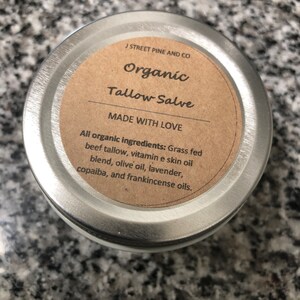 J STREET PINE AND CO
Organic
Tallow Salve
MADE WITH LOVE
All organic Ingredients: Grass fed
beef tallow, vitamin e skin oil
blend, olive oil, lavender,
copaiba, and frankincense oils.